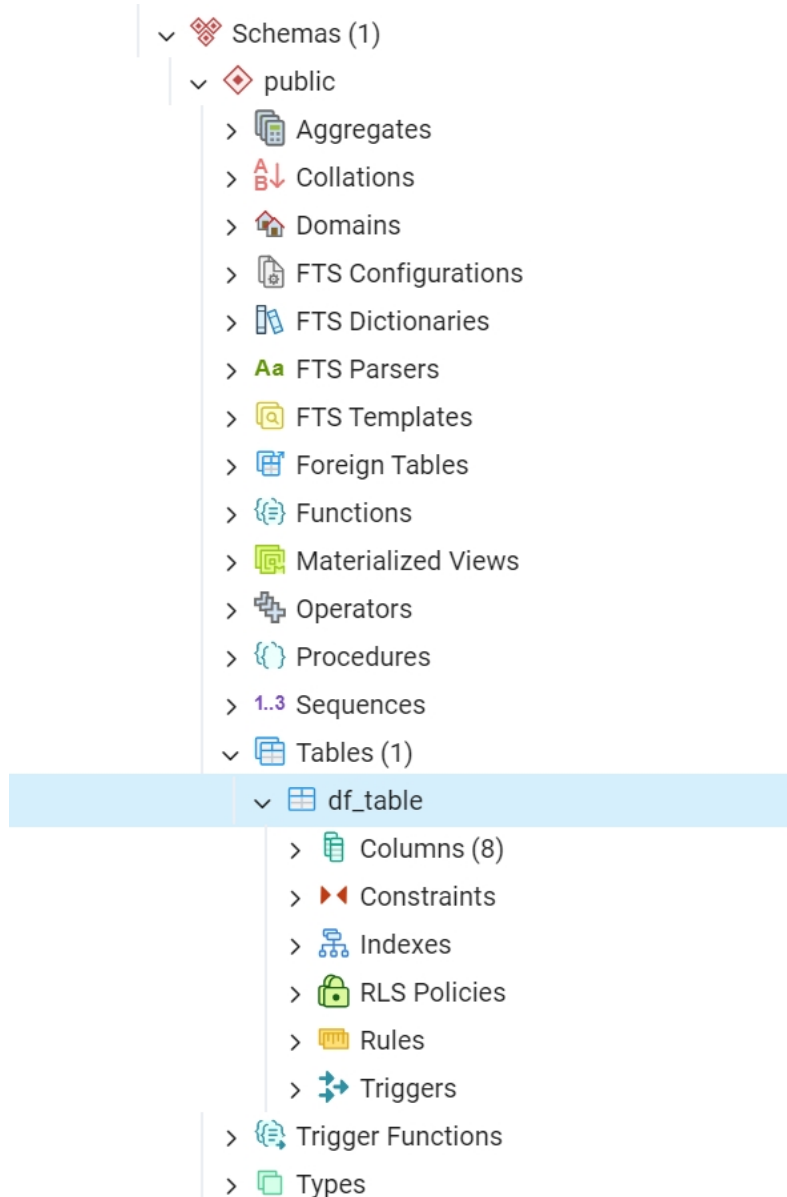 Schemas (1)
public
Aggregates
A
B
Collations
Domains
FTS Configurations
FTS Dictionaries
Aa FTS Parsers
FTS Templates
Foreign Tables
Functions
Materialized Views
Operators
Procedures
1..3 Sequences
Tables (1)
df_table
Columns (8)
Constraints
Indexes
RLS Policies
Rules
Triggers
Trigger Functions
Types